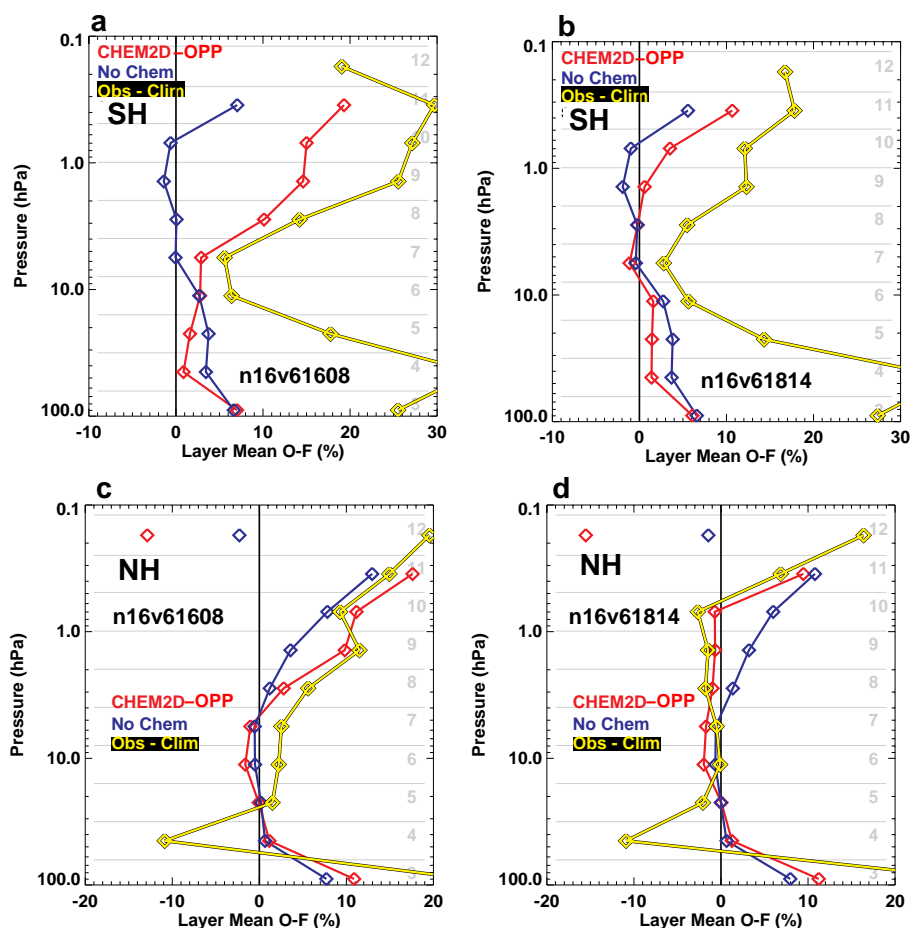 a
0.1
CHEM2D–OPP
No Chem
Obs - Clim
SH
12
11
10
9
8
7
6
5
4
3
1.0
10.0
100.0
Pressure (hPa)
n16v61608
-10 0 10 20 30
Layer Mean O-F (%)
b
0.1
CHEM2D–OPP
No Chem
Obs - Clim
SH
12
11
10
9
8
7
6
5
4
3
1.0
10.0
100.0
Pressure (hPa)
n16v61814
-10 0 10 20 30
Layer Mean O-F (%)
c
0.1
NH
n16v61608
12
11
10
9
8
7
6
5
4
3
1.0
10.0
100.0
Pressure (hPa)
CHEM2D–OPP
No Chem
Obs - Clim
-20 -10 0 10 20
Layer Mean O-F (%)
d
0.1
NH
n16v61814
12
11
10
9
8
7
6
5
4
3
1.0
10.0
100.0
Pressure (hPa)
CHEM2D–OPP
No Chem
Obs - Clim
-20 -10 0 10 20
Layer Mean O-F (%)